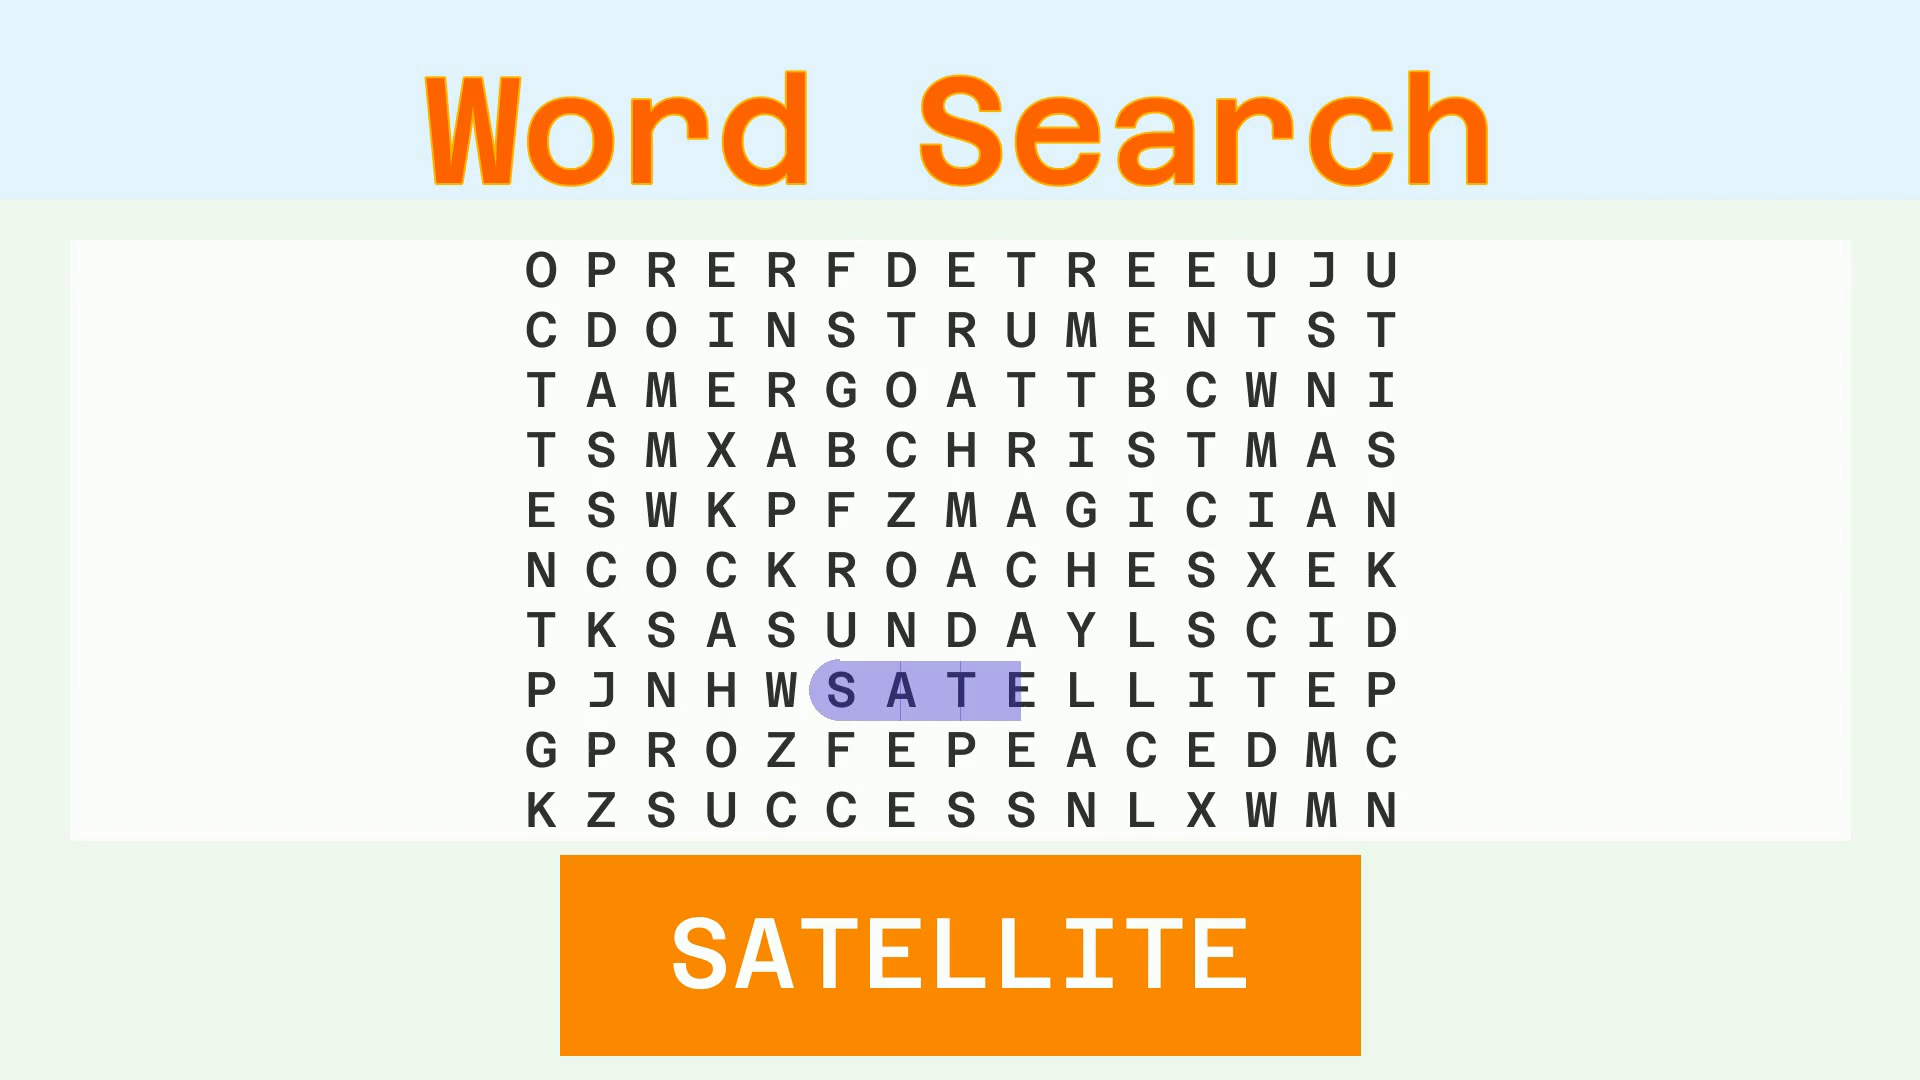 Word Search
O P R E R F D E T R E E U J U
C D O I N S T R U M E N T S T
T A M E R G O A T T B C W N I
T S M X A B C H R I S T M A S
E S W K P F Z M A G I C I A N
N C O C K R O A C H E S X E K
T K S A S U N D A Y L S C I D
P J N H W S A T E L L I T E P
G P R O Z F E P E A C E D M C
K Z S U C C E S S N L X W M N
SATELLITE